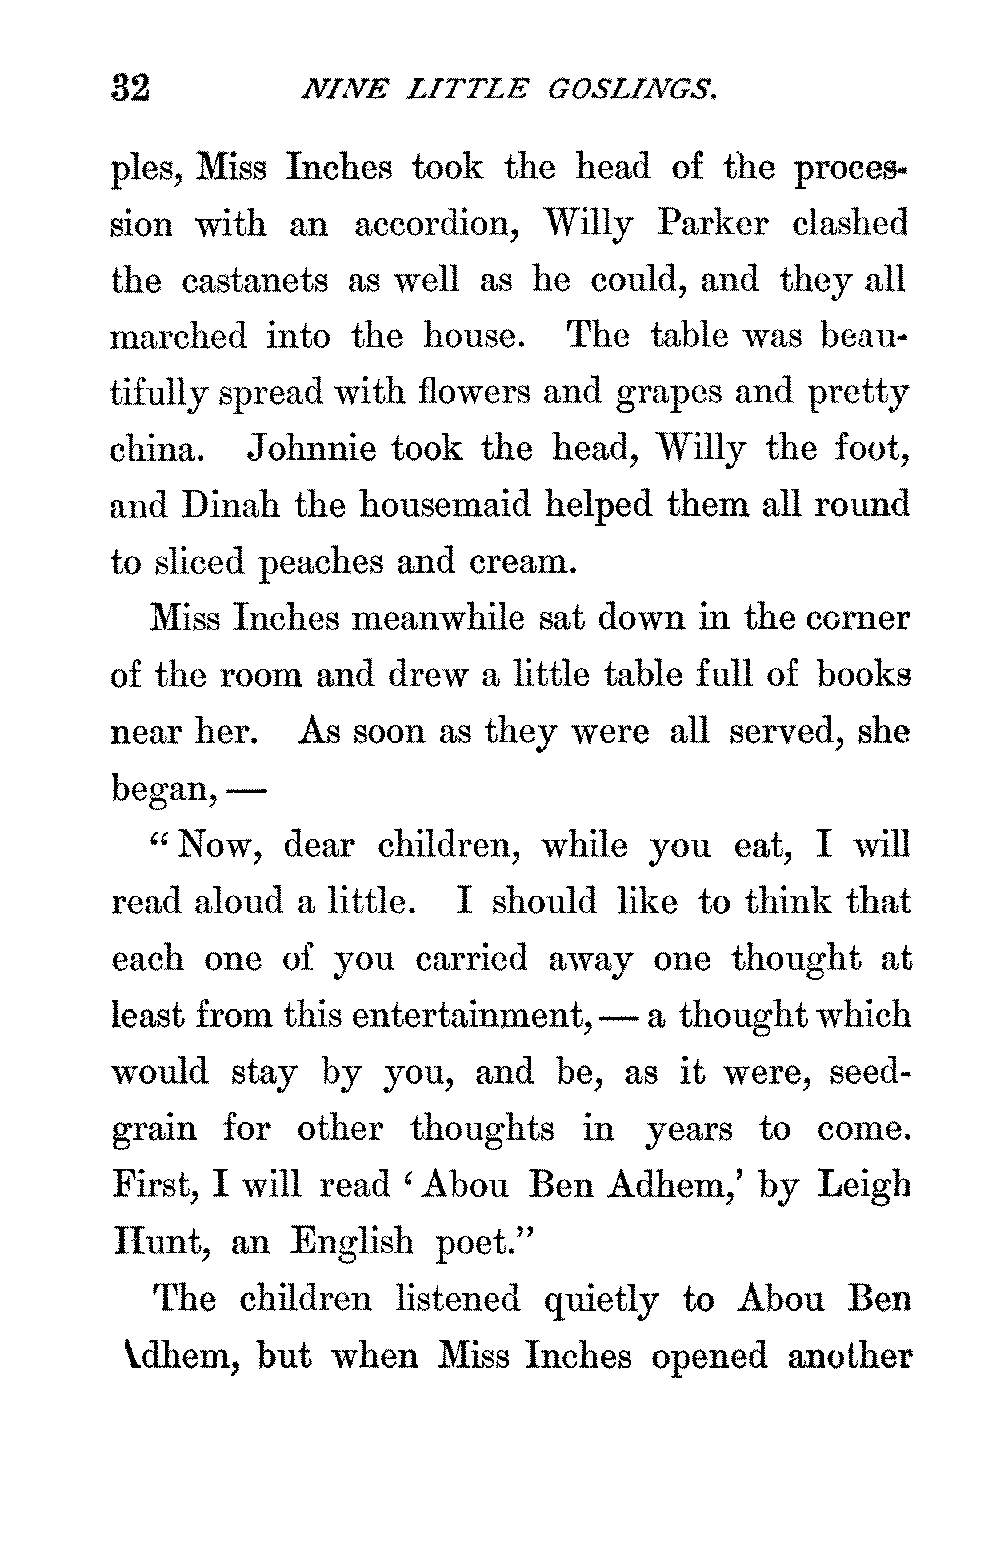 32 NINE LITTLE GOSLINGS.
ples, Miss Inches took the head of the proces-
sion with an accordion, Willy Parker clashed
the castanets as well as he could, and they all
marched into the house. The table was beau-
tifully spread with flowers and grapes and pretty
china. Johnnie took the head, Willy the foot,
and Dinah the housemaid helped them all round
to sliced peaches and cream.
Miss Inches meanwhile sat down in the corner
of the room and drew a little table full of books
near her. As soon as they were all served, she
began, —
“ Now, dear children, while you eat, I will
read aloud a little. I should like to think that
each one of you carried away one thought at
least from this entertainment, — a thought which
would stay by you, and be, as it were, seed-
grain for other thoughts in years to come.
First, I will read ‘ Abou Ben Adhem,’ by Leigh
Hunt, an English poet.”
The children listened quietly to Abou Ben
Adhem, but when Miss Inches opened another